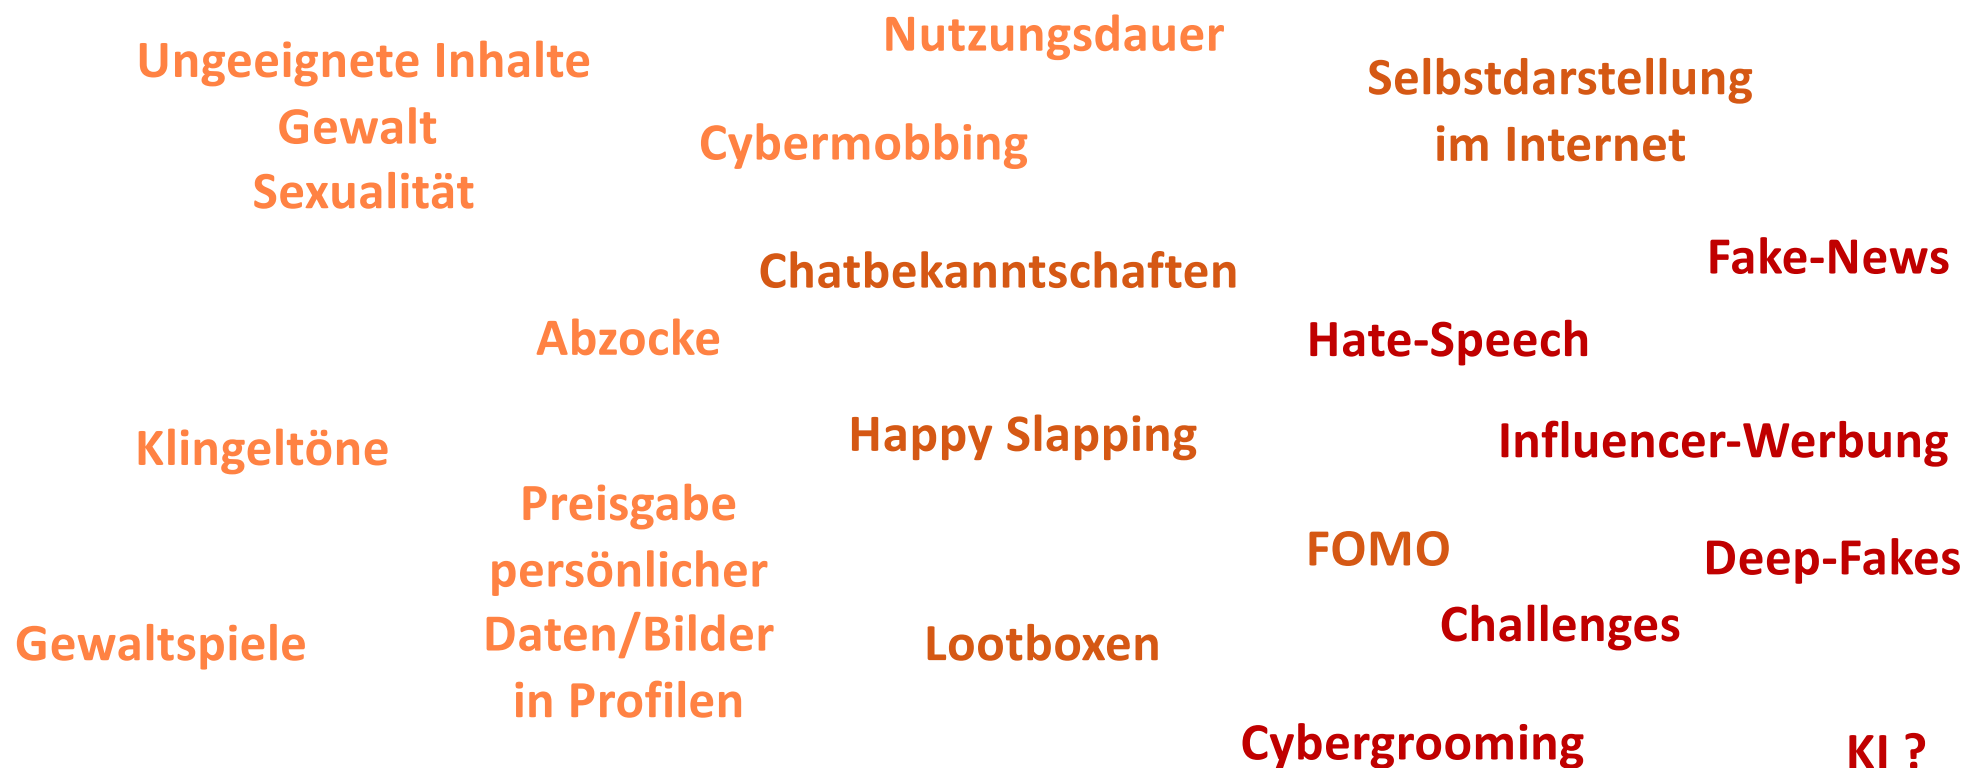 Nutzungsdauer
Ungeeignete Inhalte
Gewalt
Sexualität
Cybermobbing
Selbstdarstellung
im Internet
Chatbekanntschaften
Fake-News
Abzocke
Hate-Speech
Klingeltöne
Happy Slapping
Influencer-Werbung
Preisgabe
persönlicher
Daten/Bilder
in Profilen
FOMO
Deep-Fakes
Gewaltspiele
Lootboxen
Challenges
Cybergrooming
KI ?